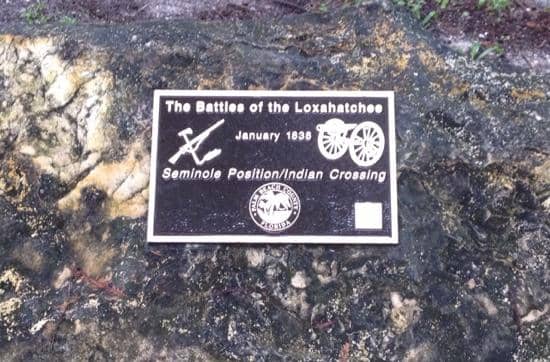 The Battles of the Loxahatchee
January 1838
Seminole Position/Indian Crossing
PALM BEACH COUNTY
FLORIDA